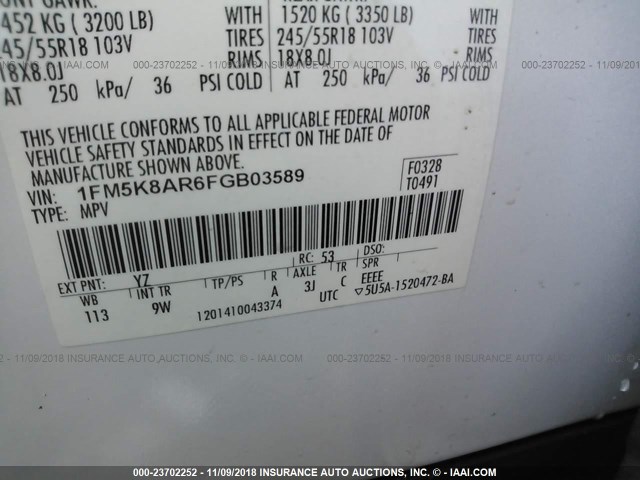 1452 KG ( 3200 LB) WITH 1520 KG ( 3350 LB) WITH
245/55R18 103V TIRES 245/55R18 103V TIRES
18X8.0J RIMS 18X8.0J RIMS
AT 250 kPa/ 36 PSI COLD AT 250 kPa/ 36 PSI COLD
THIS VEHICLE CONFORMS TO ALL APPLICABLE FEDERAL MOTOR
VEHICLE SAFETY STANDARDS IN EFFECT ON THE DATE OF
MANUFACTURE SHOWN ABOVE.
VIN: 1FM5K8AR6FGB03589 F0328
TYPE: MPV T0491
EXT PNT: YZ RC: 53 DSO:
WB INT TR TP/PS R AXLE TR SPR
113 9W A 3J C EEEE
1201410043374 UTC ▽5U5A-1520472-BA
000-23702252 - 11/09/2018 INSURANCE AUTO AUCTIONS, INC. © - IAAI.COM
000-23702252 - 11/09/2018 INSURANCE AUTO AUCTIONS, INC. © - IAAI.COM
000-23702252 - 11/09/2018 INSURANCE AUTO AUCTIONS, INC. © - WWW.IAAI.COM